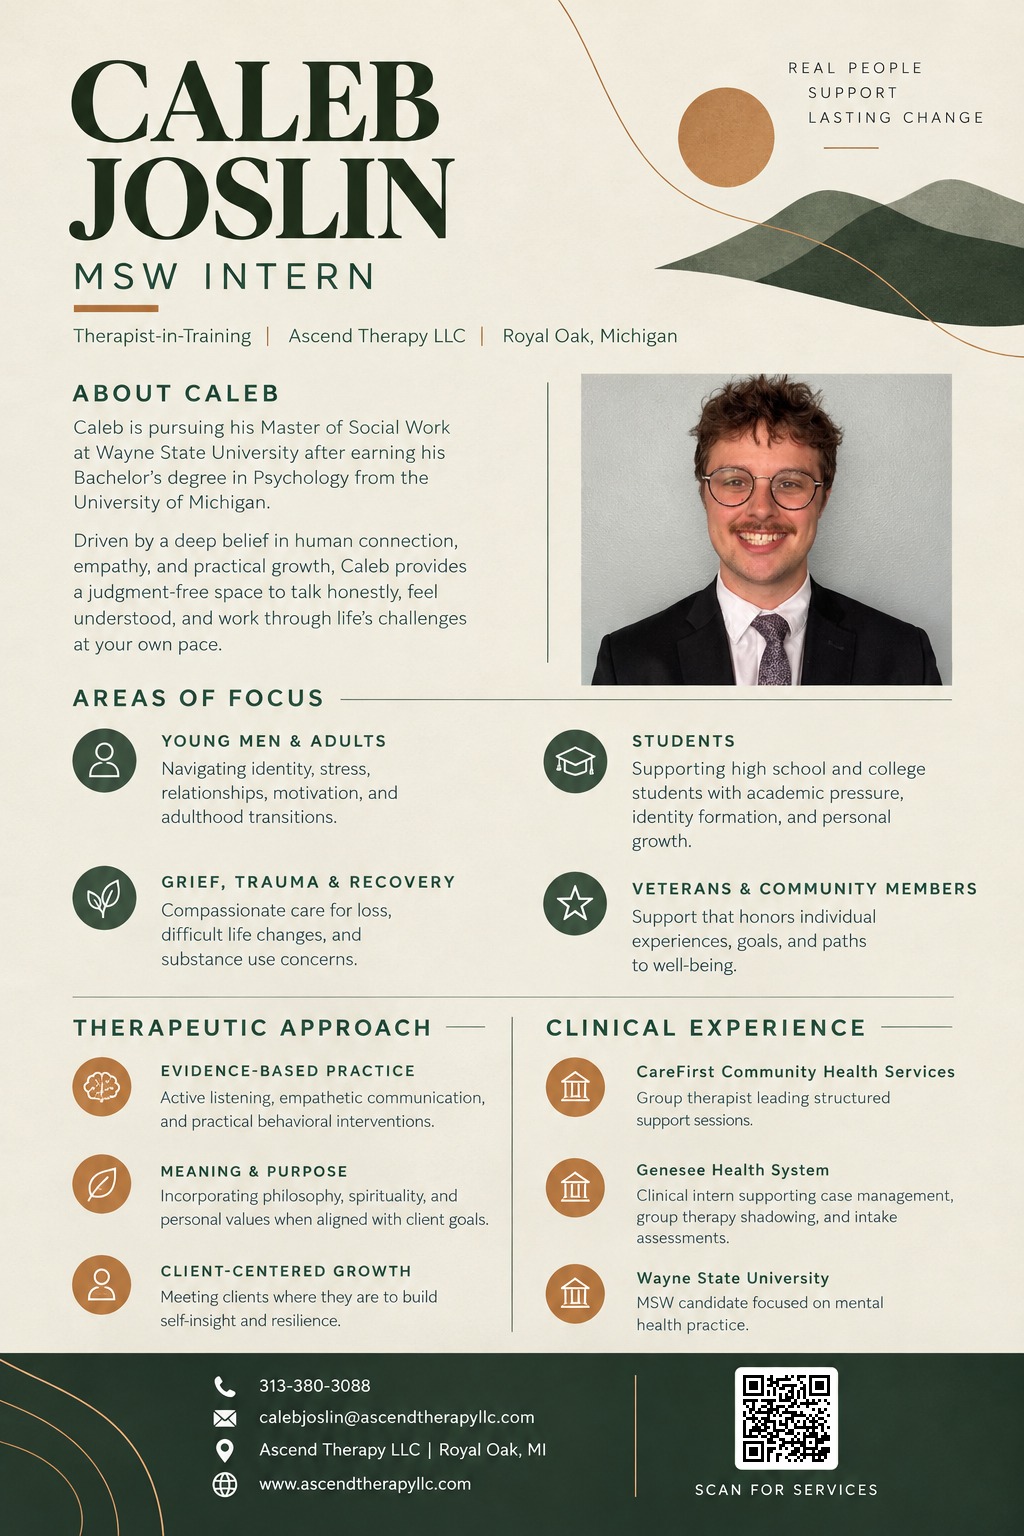 CALEB
JOSLIN
MSW INTERN
Therapist-in-Training | Ascend Therapy LLC | Royal Oak, Michigan
REAL PEOPLE
SUPPORT
LASTING CHANGE
ABOUT CALEB
Caleb is pursuing his Master of Social Work
at Wayne State University after earning his
Bachelor’s degree in Psychology from the
University of Michigan.
Driven by a deep belief in human connection,
empathy, and practical growth, Caleb provides
a judgment-free space to talk honestly, feel
understood, and work through life’s challenges
at your own pace.
AREAS OF FOCUS
YOUNG MEN & ADULTS
Navigating identity, stress,
relationships, motivation, and
adulthood transitions.
STUDENTS
Supporting high school and college
students with academic pressure,
identity formation, and personal
growth.
GRIEF, TRAUMA & RECOVERY
Compassionate care for loss,
difficult life changes, and
substance use concerns.
VETERANS & COMMUNITY MEMBERS
Support that honors individual
experiences, goals, and paths
to well-being.
THERAPEUTIC APPROACH
EVIDENCE-BASED PRACTICE
Active listening, empathetic communication,
and practical behavioral interventions.
MEANING & PURPOSE
Incorporating philosophy, spirituality, and
personal values when aligned with client goals.
CLIENT-CENTERED GROWTH
Meeting clients where they are to build
self-insight and resilience.
CLINICAL EXPERIENCE
CareFirst Community Health Services
Group therapist leading structured
support sessions.
Genesee Health System
Clinical intern supporting case management,
group therapy shadowing, and intake
assessments.
Wayne State University
MSW candidate focused on mental
health practice.
313-380-3088
calebjoslin@ascendtherapyllc.com
Ascend Therapy LLC | Royal Oak, MI
www.ascendtherapyllc.com
SCAN FOR SERVICES